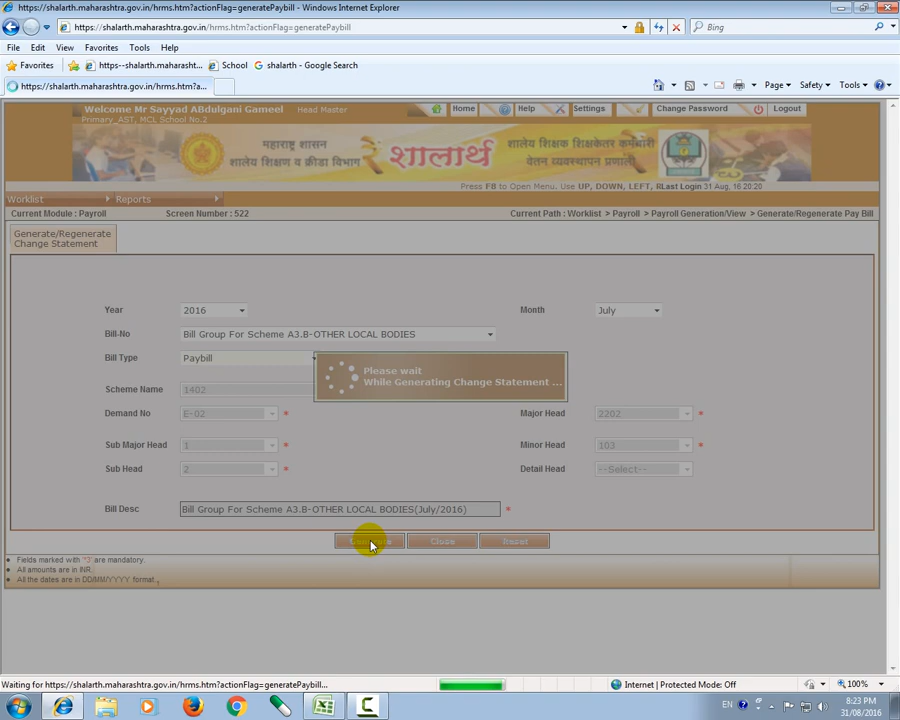 https://shalarth.maharashtra.gov.in/hrms.htm?actionFlag=generatePaybill - Windows Internet Explorer
https://shalarth.maharashtra.gov.in/hrms.htm?actionFlag=generatePaybill
Bing
File Edit View Favorites Tools Help
Favorites https--shalarth.maharasht... School shalarth - Google Search
https://shalarth.maharashtra.gov.in/hrms.htm?a... Page Safety Tools
Welcome Mr Sayyad ABdulgani Gameel Head Master Home Help Settings Change Password Logout
Primary_AST, MCL School No.2
महाराष्ट्र शासन
शालेय शिक्षण व क्रीडा विभाग
शालार्थ
शालेय शिक्षक शिक्षकेतर कर्मचारी
वेतन व्यवस्थापन प्रणाली
Press F8 to Open Menu. Use UP, DOWN, LEFT, RLast Login 31 Aug, 16 20:20
Worklist Reports
Current Module : Payroll Screen Number : 522 Current Path : Worklist > Payroll > Payroll Generation/View > Generate/Regenerate Pay Bill
Generate/Regenerate
Change Statement
Year 2016 Month July
Bill-No Bill Group For Scheme A3.B-OTHER LOCAL BODIES
Bill Type Paybill
Please wait
While Generating Change Statement ...
Scheme Name 1402
Demand No E-02 * Major Head 2202 *
Sub Major Head 1 * Minor Head 103 *
Sub Head 2 * Detail Head --Select--
Bill Desc Bill Group For Scheme A3.B-OTHER LOCAL BODIES(July/2016) *
Close Reset
Fields marked with '*' are mandatory.
All amounts are in INR.
All the dates are in DD/MM/YYYY format.
Waiting for https://shalarth.maharashtra.gov.in/hrms.htm?actionFlag=generatePaybill... Internet | Protected Mode: Off 100%
EN 8:23 PM
31/08/2016